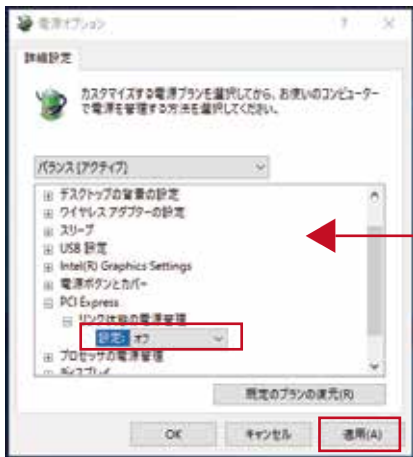 電源オプション
?
×
詳細設定
カスタマイズする電源プランを選択してから、お使いのコンピューター
で電源を管理する方法を選択してください。
バランス [アクティブ]
デスクトップの背景の設定
ワイヤレス アダプターの設定
スリープ
USB 設定
Intel(R) Graphics Settings
電源ボタンとカバー
PCI Express
リンク状態の電源管理
設定: オフ
プロセッサの電源管理
ディスプレイ
既定のプランの復元(R)
OK
キャンセル
適用(A)